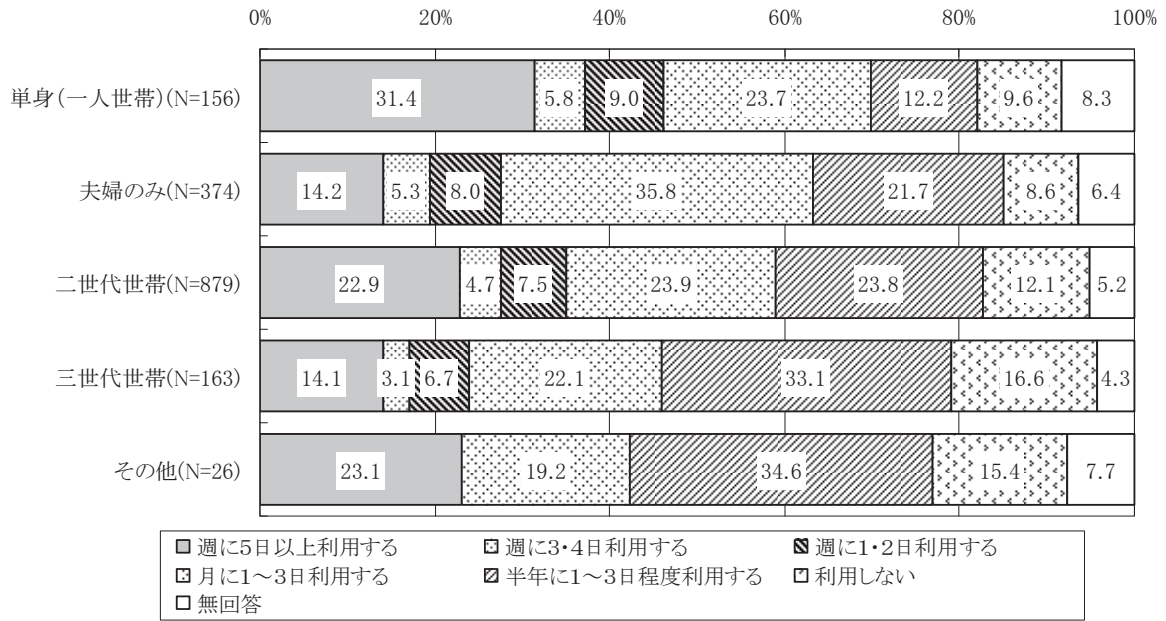 0% 20% 40% 60% 80% 100%
単身(一人世帯)(N=156) 31.4 5.8 9.0 23.7 12.2 9.6 8.3
夫婦のみ(N=374) 14.2 5.3 8.0 35.8 21.7 8.6 6.4
二世代世帯(N=879) 22.9 4.7 7.5 23.9 23.8 12.1 5.2
三世代世帯(N=163) 14.1 3.1 6.7 22.1 33.1 16.6 4.3
その他(N=26) 23.1 19.2 34.6 15.4 7.7
週に5日以上利用する 週に3・4日利用する 週に1・2日利用する
月に1~3日利用する 半年に1~3日程度利用する 利用しない
無回答